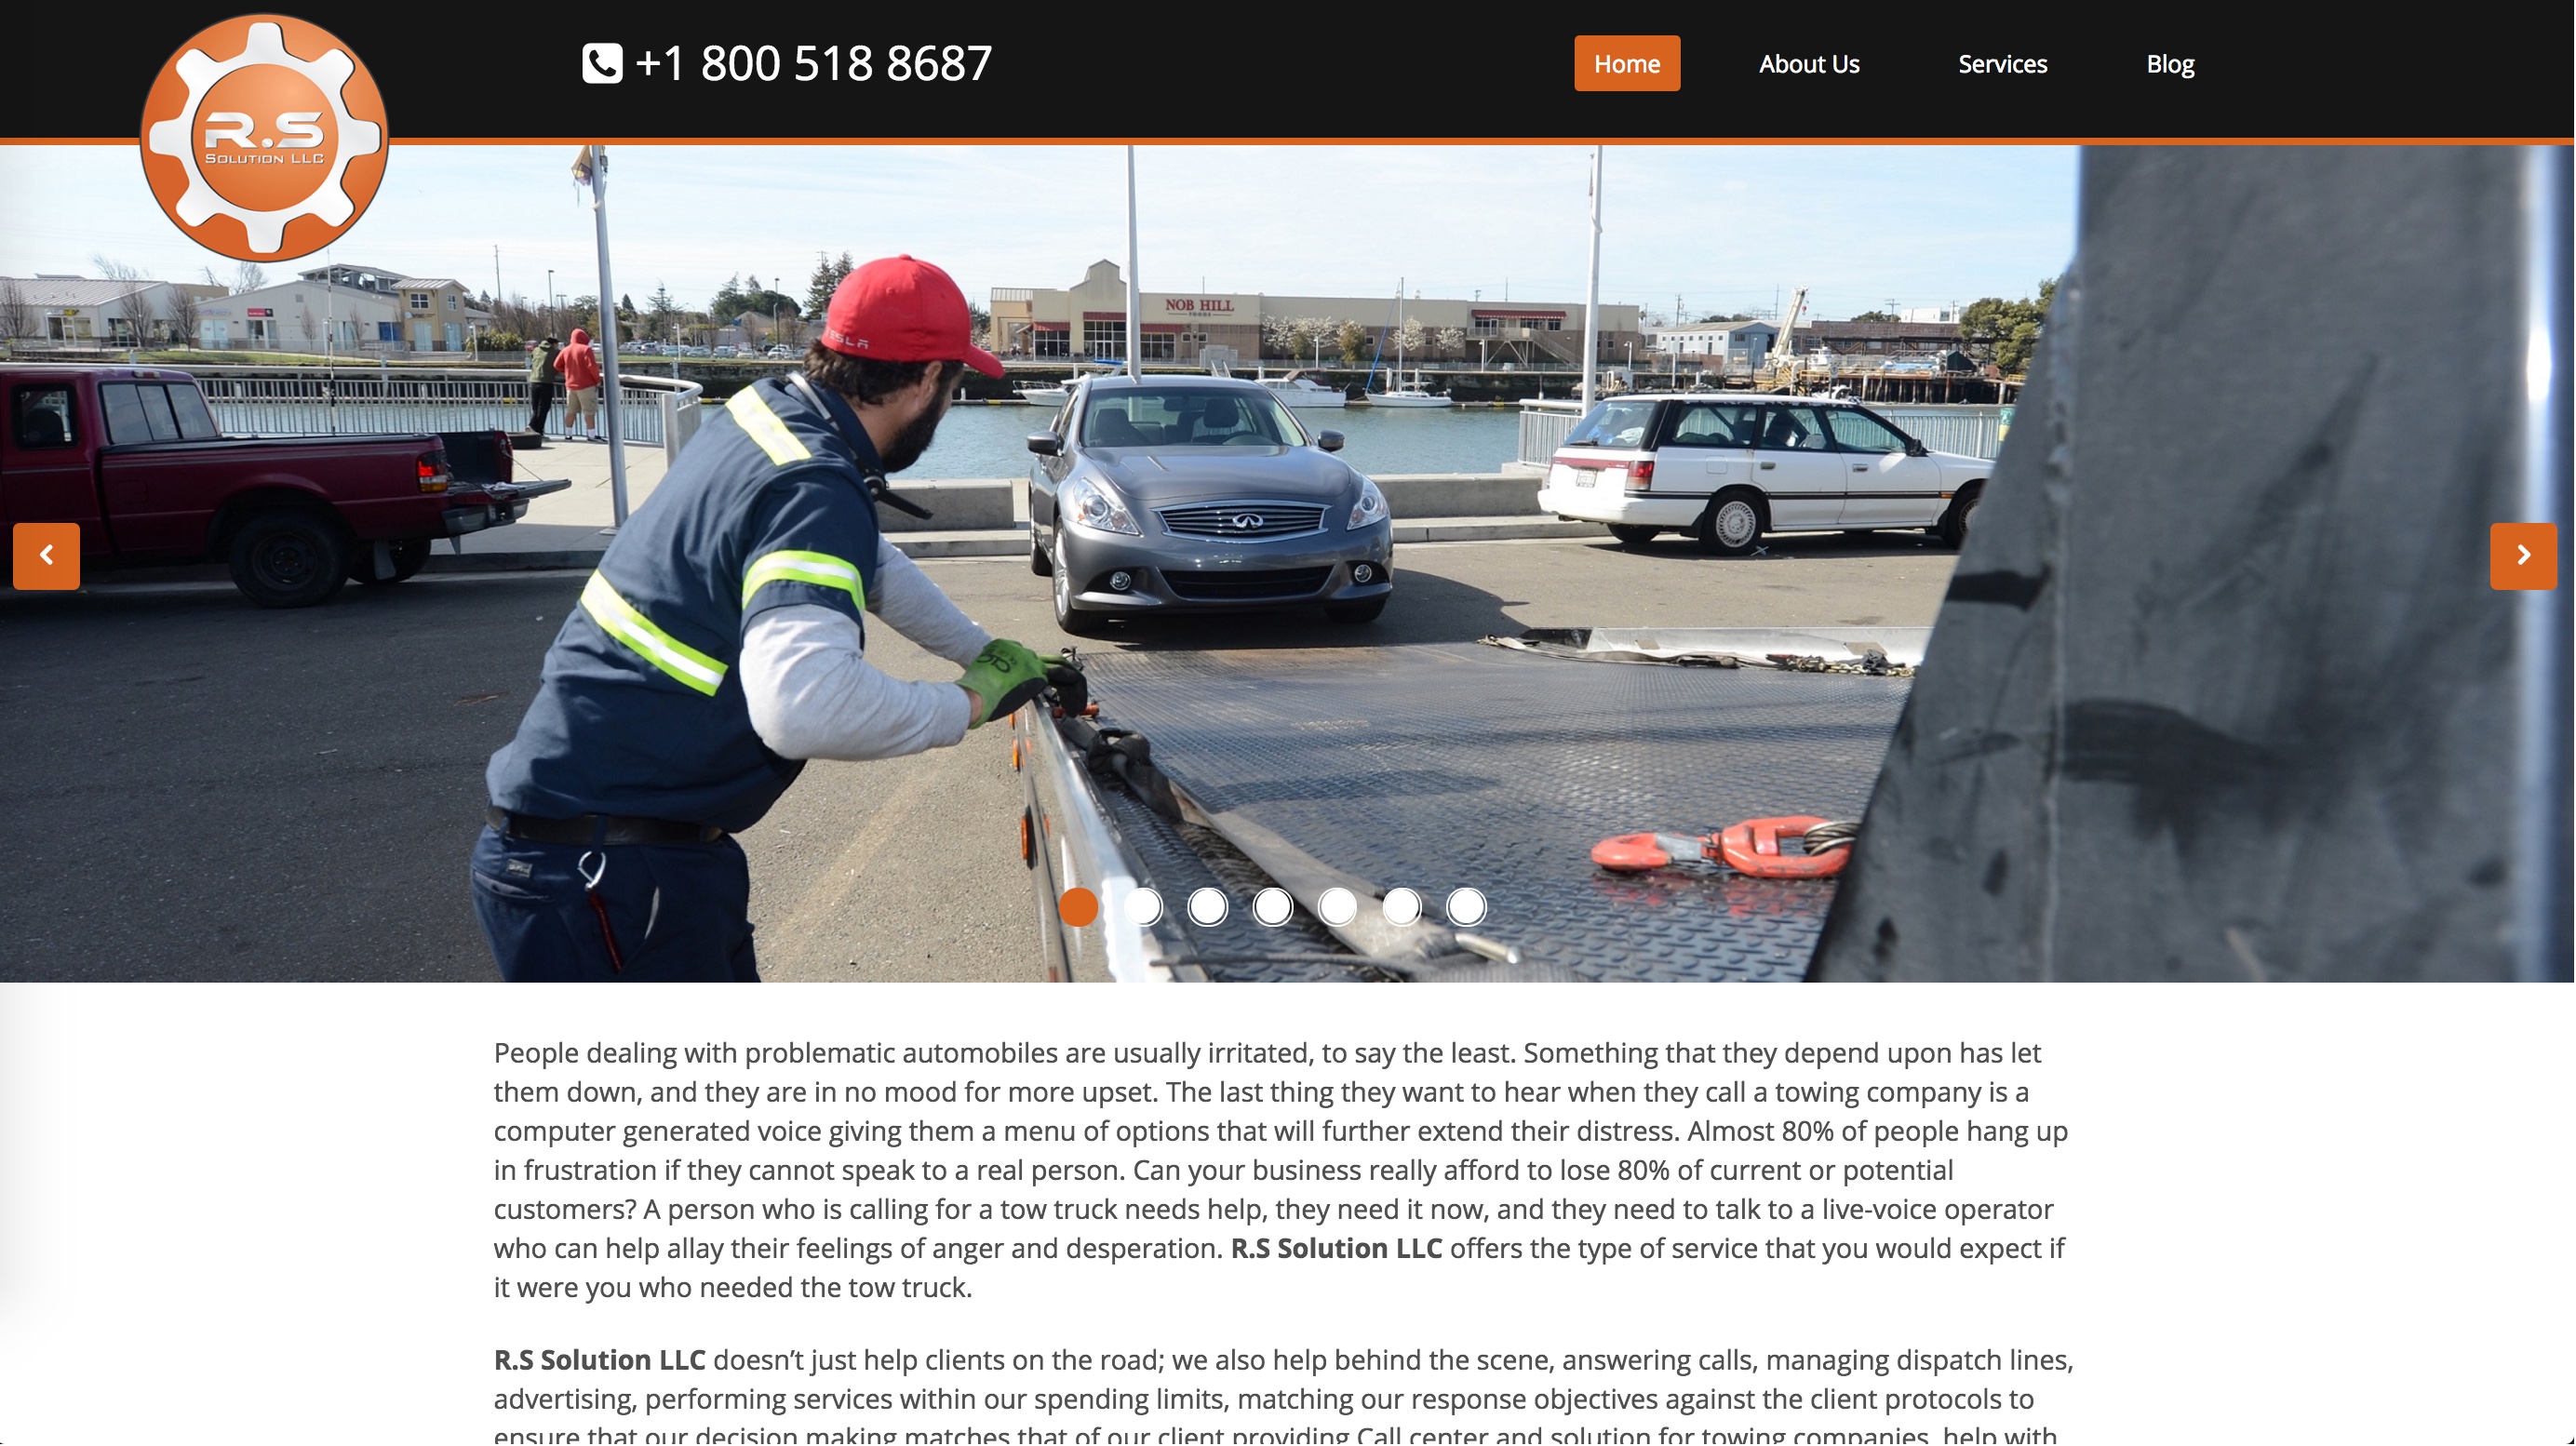 +1 800 518 8687
Home
About Us
Services
Blog
R.S
SOLUTION LLC
NOB HILL
FOODS
People dealing with problematic automobiles are usually irritated, to say the least. Something that they depend upon has let
them down, and they are in no mood for more upset. The last thing they want to hear when they call a towing company is a
computer generated voice giving them a menu of options that will further extend their distress. Almost 80% of people hang up
in frustration if they cannot speak to a real person. Can your business really afford to lose 80% of current or potential
customers? A person who is calling for a tow truck needs help, they need it now, and they need to talk to a live-voice operator
who can help allay their feelings of anger and desperation. R.S Solution LLC offers the type of service that you would expect if
it were you who needed the tow truck.
R.S Solution LLC doesn’t just help clients on the road; we also help behind the scene, answering calls, managing dispatch lines,
advertising, performing services within our spending limits, matching our response objectives against the client protocols to
ensure that our decision making matches that of our client providing Call center and solution for towing companies, help with